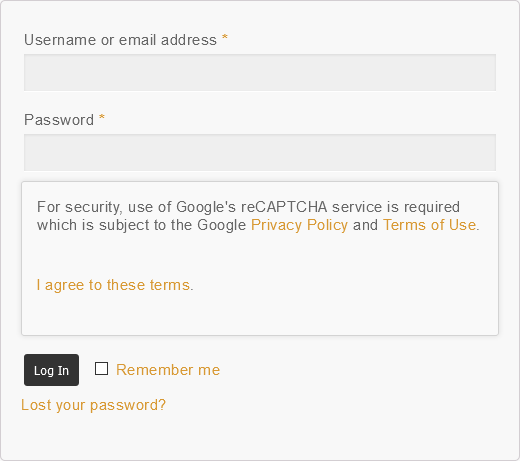 Username or email address *
Password *
For security, use of Google's reCAPTCHA service is required
which is subject to the Google Privacy Policy and Terms of Use.
I agree to these terms.
Log In Remember me
Lost your password?